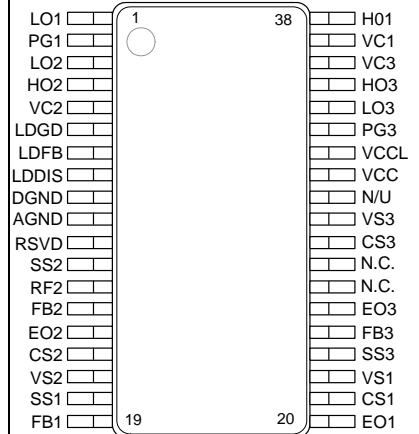 LO1 1 38 H01
PG1 VC1
LO2 VC3
HO2 HO3
VC2 LO3
LDGD PG3
LDFB VCCL
LDDIS VCC
DGND N/U
AGND VS3
RSVD CS3
SS2 N.C.
RF2 N.C.
FB2 EO3
EO2 FB3
CS2 SS3
VS2 VS1
SS1 CS1
FB1 19 20 EO1